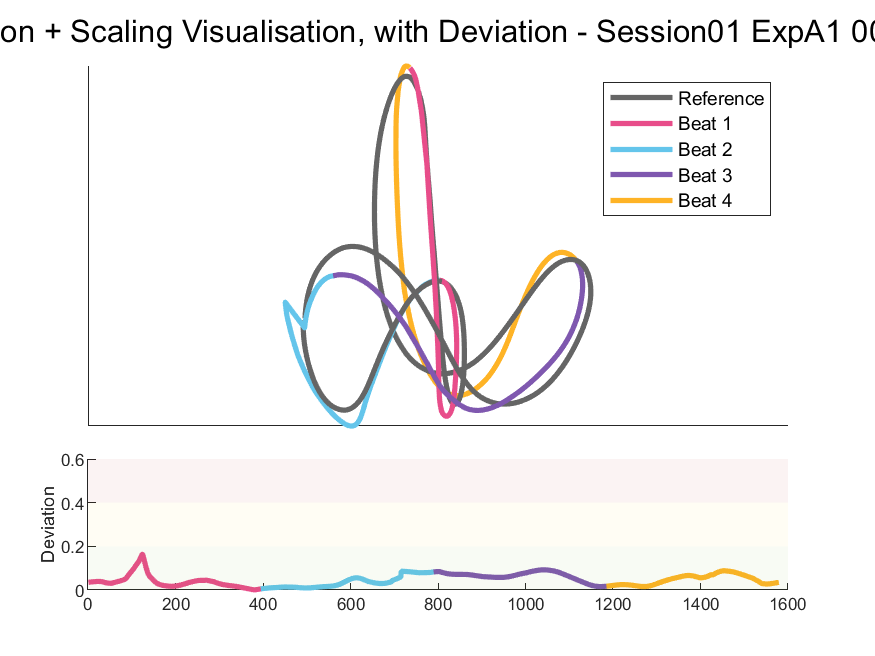 on + Scaling Visualisation, with Deviation - Session01 ExpA1 00
Reference
Beat 1
Beat 2
Beat 3
Beat 4
0.6
0.4
0.2
0
Deviation
0 200 400 600 800 1000 1200 1400 1600